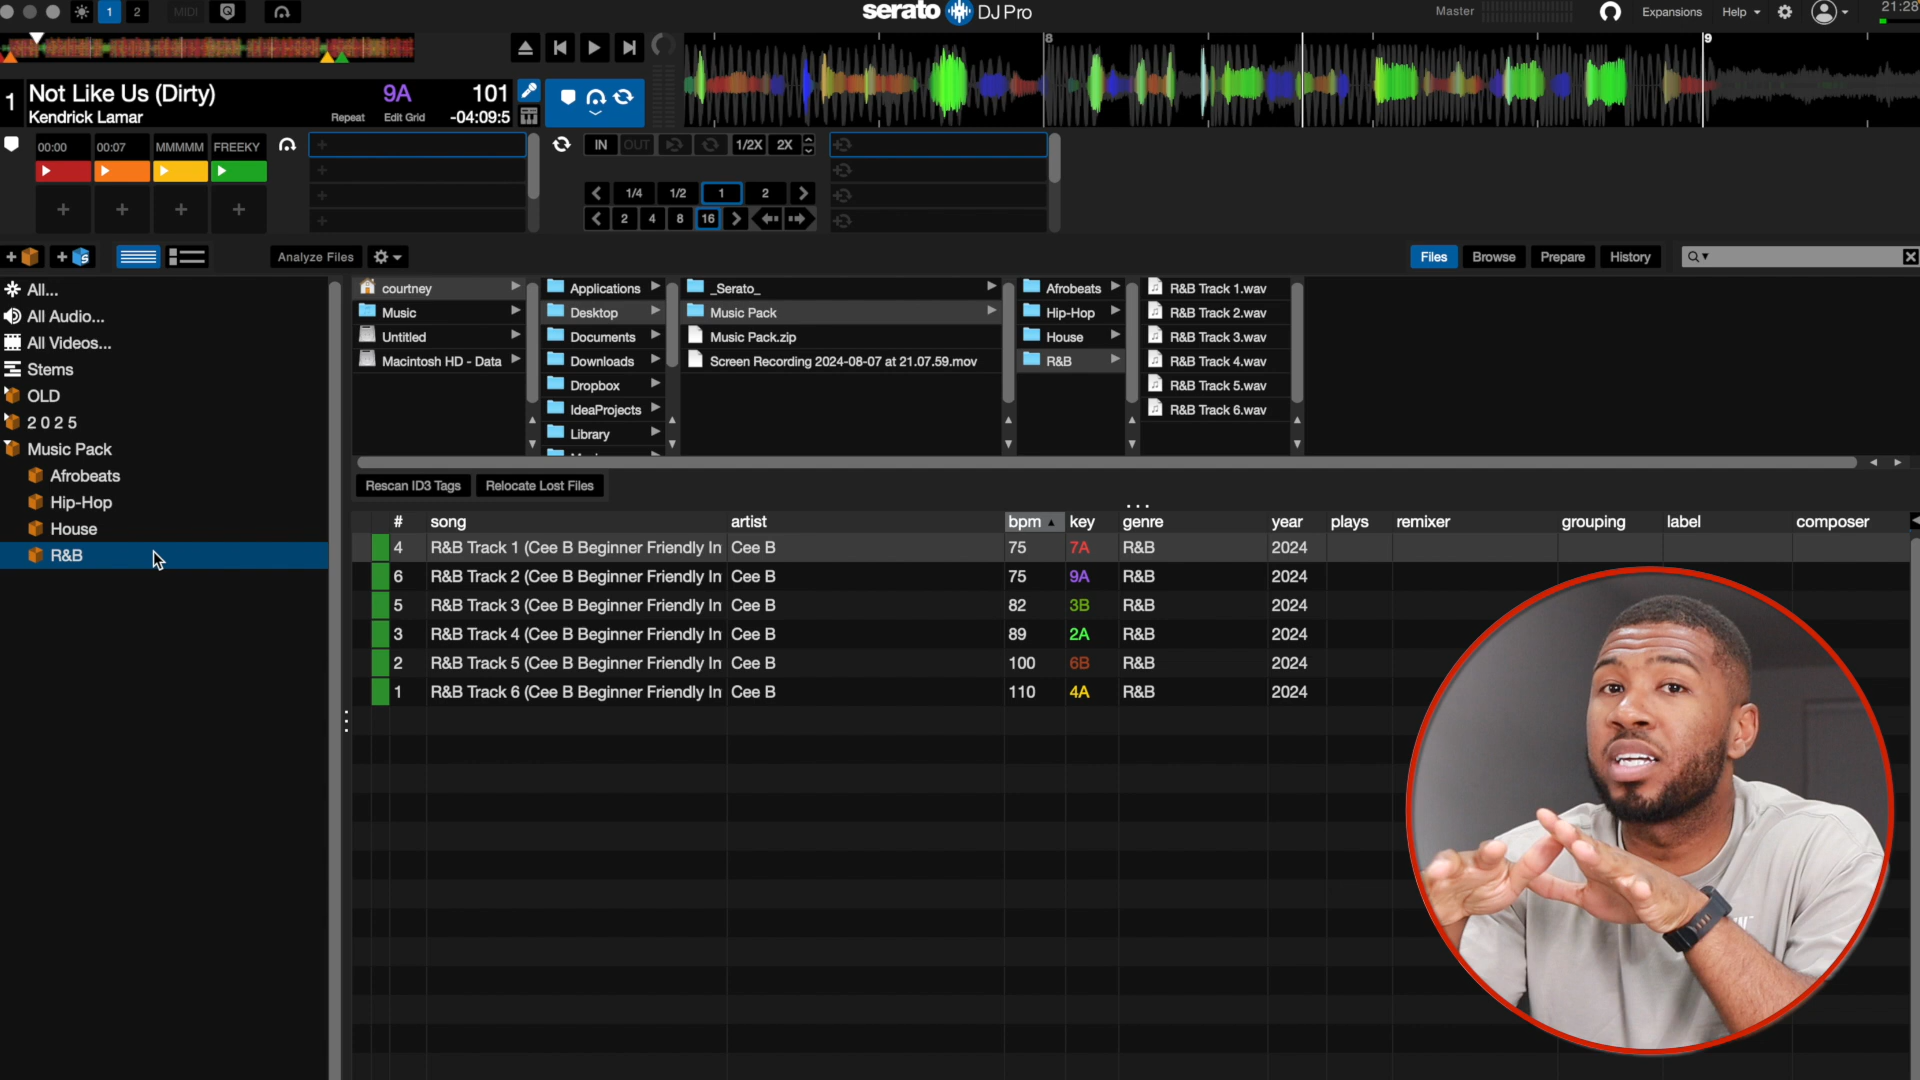 1
2
MIDI
serato DJ Pro
Master
Expansions
Help
21:28
8
9
1
Not Like Us (Dirty)
Kendrick Lamar
9A
101
Repeat
Edit Grid
-04:09:5
00:00
00:07
MMMMM
FREEKY
IN
OUT
1/2X
2X
1/4
1/2
1
2
2
4
8
16
Analyze Files
Files
Browse
Prepare
History
All...
All Audio...
All Videos...
Stems
OLD
2 0 2 5
Music Pack
Afrobeats
Hip-Hop
House
R&B
courtney
Music
Untitled
Macintosh HD - Data
Applications
Desktop
Documents
Downloads
Dropbox
IdeaProjects
Library
_Serato_
Music Pack
Music Pack.zip
Screen Recording 2024-08-07 at 21.07.59.mov
Afrobeats
Hip-Hop
House
R&B
R&B Track 1.wav
R&B Track 2.wav
R&B Track 3.wav
R&B Track 4.wav
R&B Track 5.wav
R&B Track 6.wav
Rescan ID3 Tags
Relocate Lost Files
# song artist bpm key genre year plays remixer grouping label composer
4 R&B Track 1 (Cee B Beginner Friendly In Cee B 75 7A R&B 2024
6 R&B Track 2 (Cee B Beginner Friendly In Cee B 75 9A R&B 2024
5 R&B Track 3 (Cee B Beginner Friendly In Cee B 82 3B R&B 2024
3 R&B Track 4 (Cee B Beginner Friendly In Cee B 89 2A R&B 2024
2 R&B Track 5 (Cee B Beginner Friendly In Cee B 100 6B R&B 2024
1 R&B Track 6 (Cee B Beginner Friendly In Cee B 110 4A R&B 2024